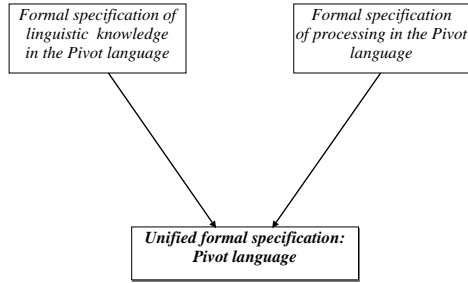 Formal specification of
linguistic knowledge
in the Pivot language
Formal specification
of processing in the Pivot
language
Unified formal specification:
Pivot language